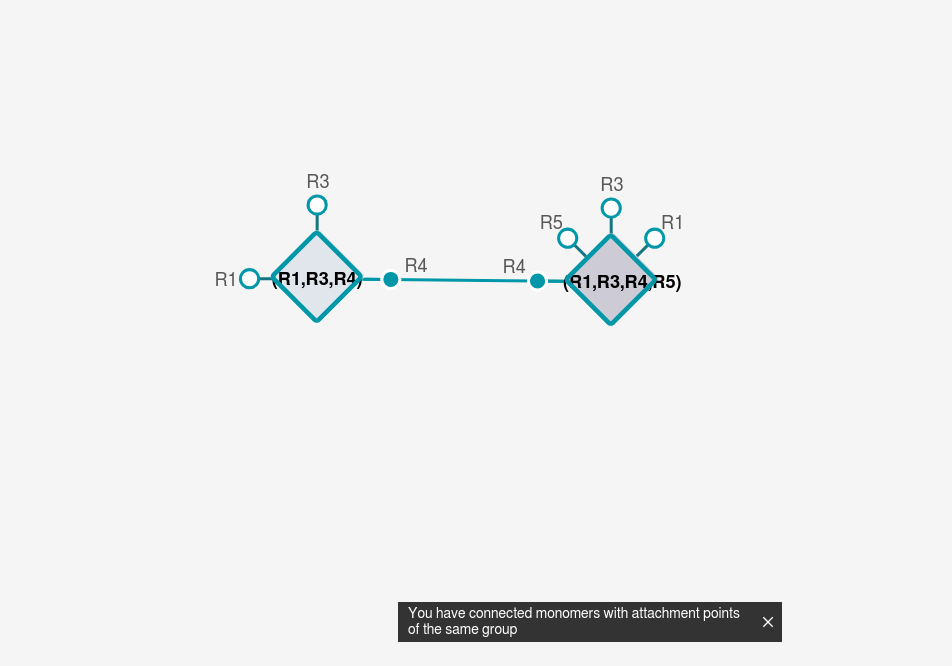 R3
R3
R5
R1
R4
R4
R1
(R1,R3,R4)
(R1,R3,R4,R5)
You have connected monomers with attachment points
of the same group